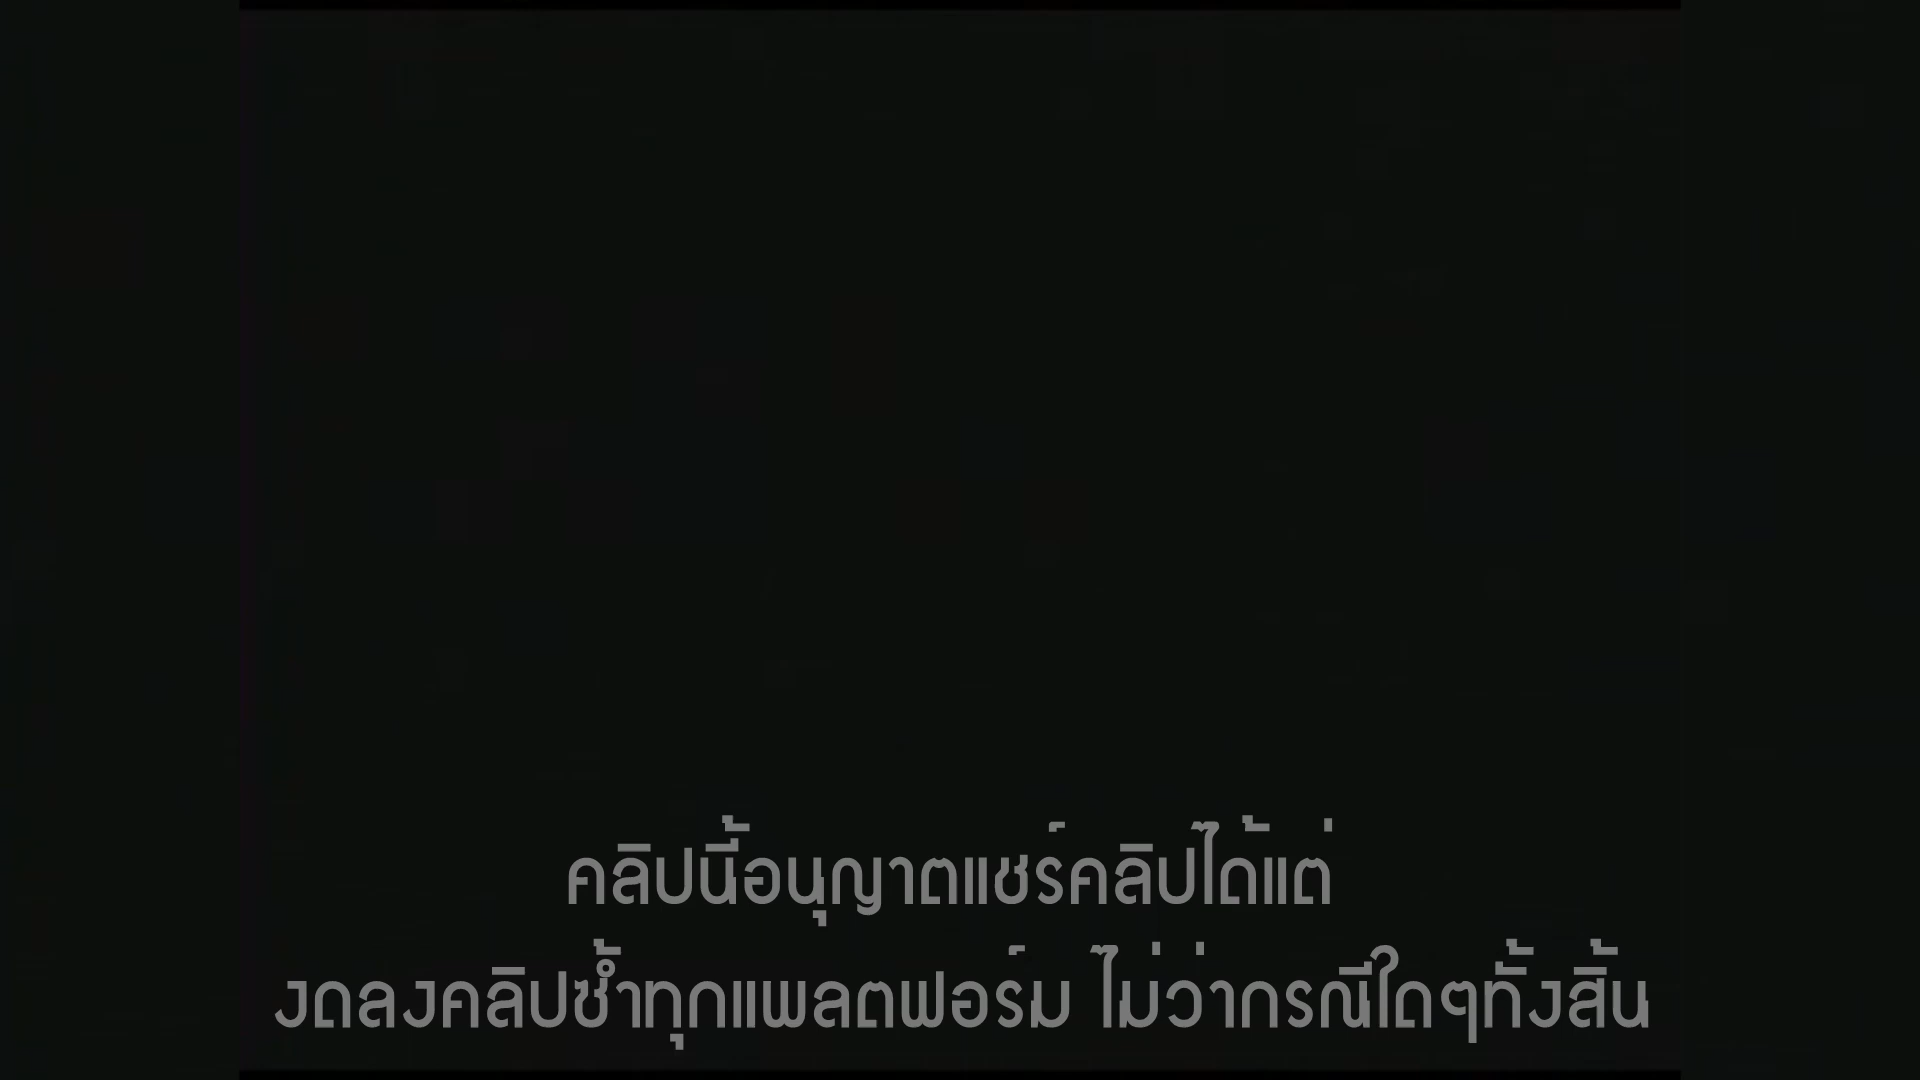 คลิปนี้อนุญาตแชร์คลิปได้แต่
งดลงคลิปซ้ำทุกแพลตฟอร์ม ไม่ว่ากรณีใดๆทั้งสิ้น